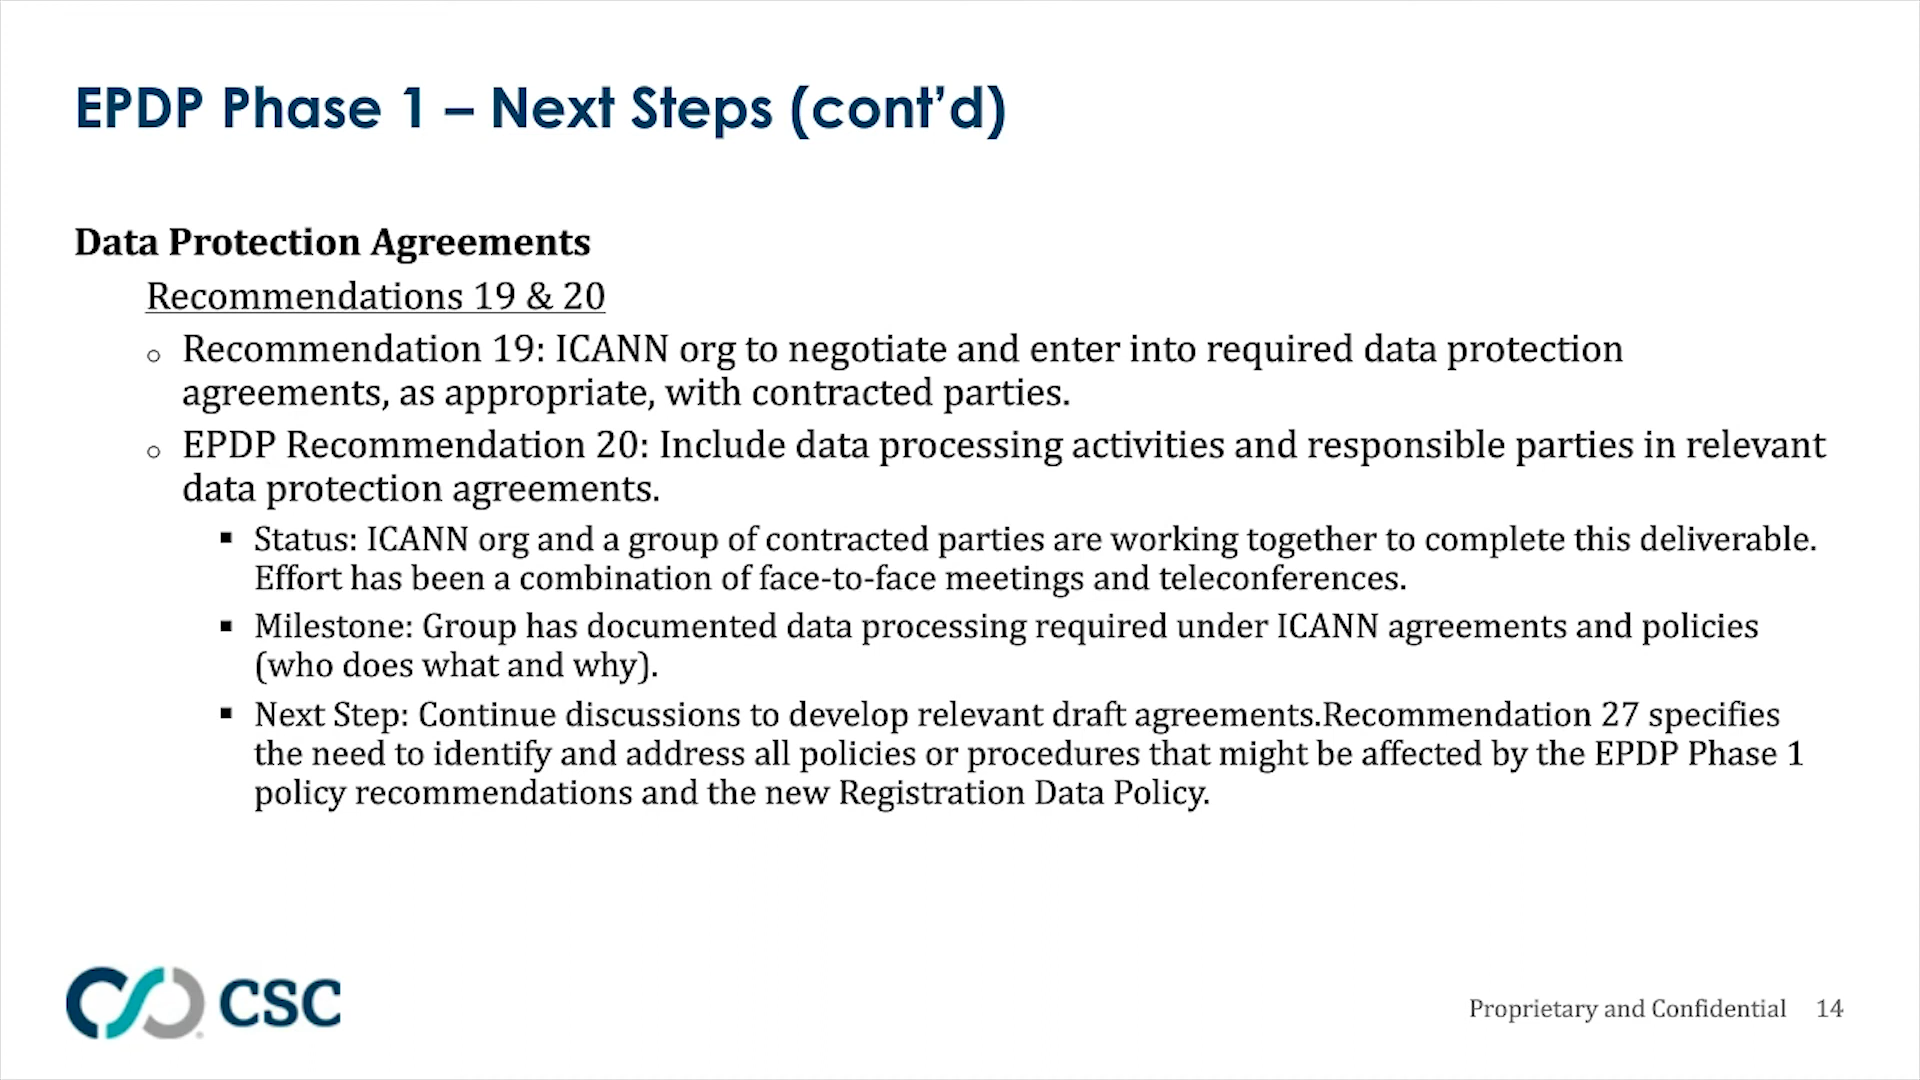 EPDP Phase 1 – Next Steps (cont’d)
Data Protection Agreements
Recommendations 19 & 20
○ Recommendation 19: ICANN org to negotiate and enter into required data protection
agreements, as appropriate, with contracted parties.
○ EPDP Recommendation 20: Include data processing activities and responsible parties in relevant
data protection agreements.
▪ Status: ICANN org and a group of contracted parties are working together to complete this deliverable.
Effort has been a combination of face-to-face meetings and teleconferences.
▪ Milestone: Group has documented data processing required under ICANN agreements and policies
(who does what and why).
▪ Next Step: Continue discussions to develop relevant draft agreements.Recommendation 27 specifies
the need to identify and address all policies or procedures that might be affected by the EPDP Phase 1
policy recommendations and the new Registration Data Policy.
CSC
Proprietary and Confidential 14